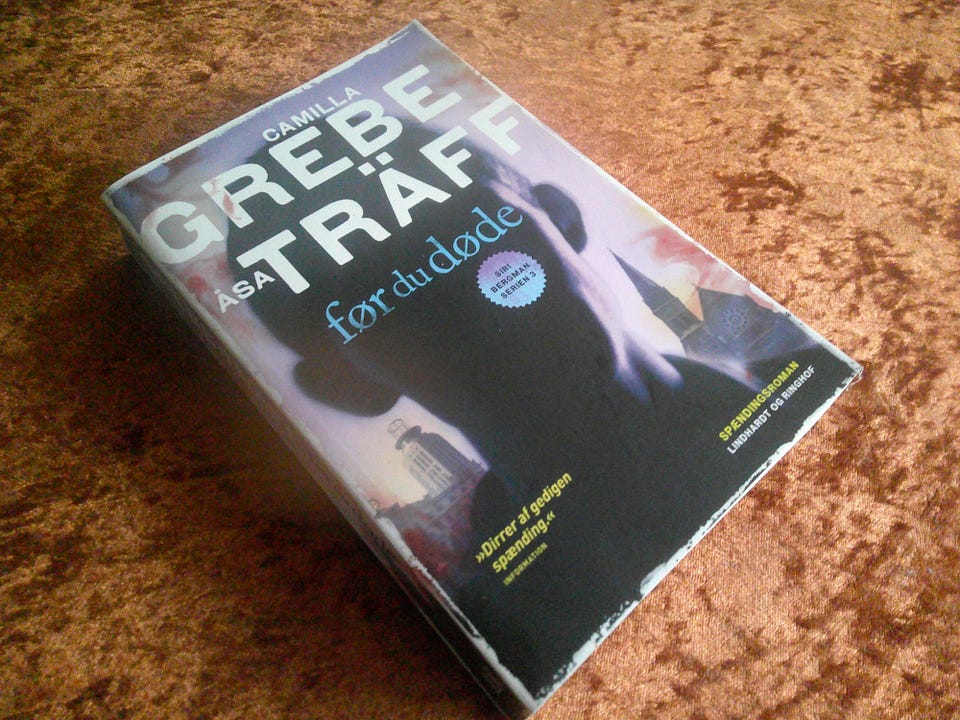 CAMILLA
GREBE
ÅSA TRÄFF
før du døde
SIRI
BERGMAN
SERIEN 3
SPÆNDINGSROMAN
LINDHARDT OG RINGHOF
»Dirrer af gedigen
spænding.«
INFORMATION